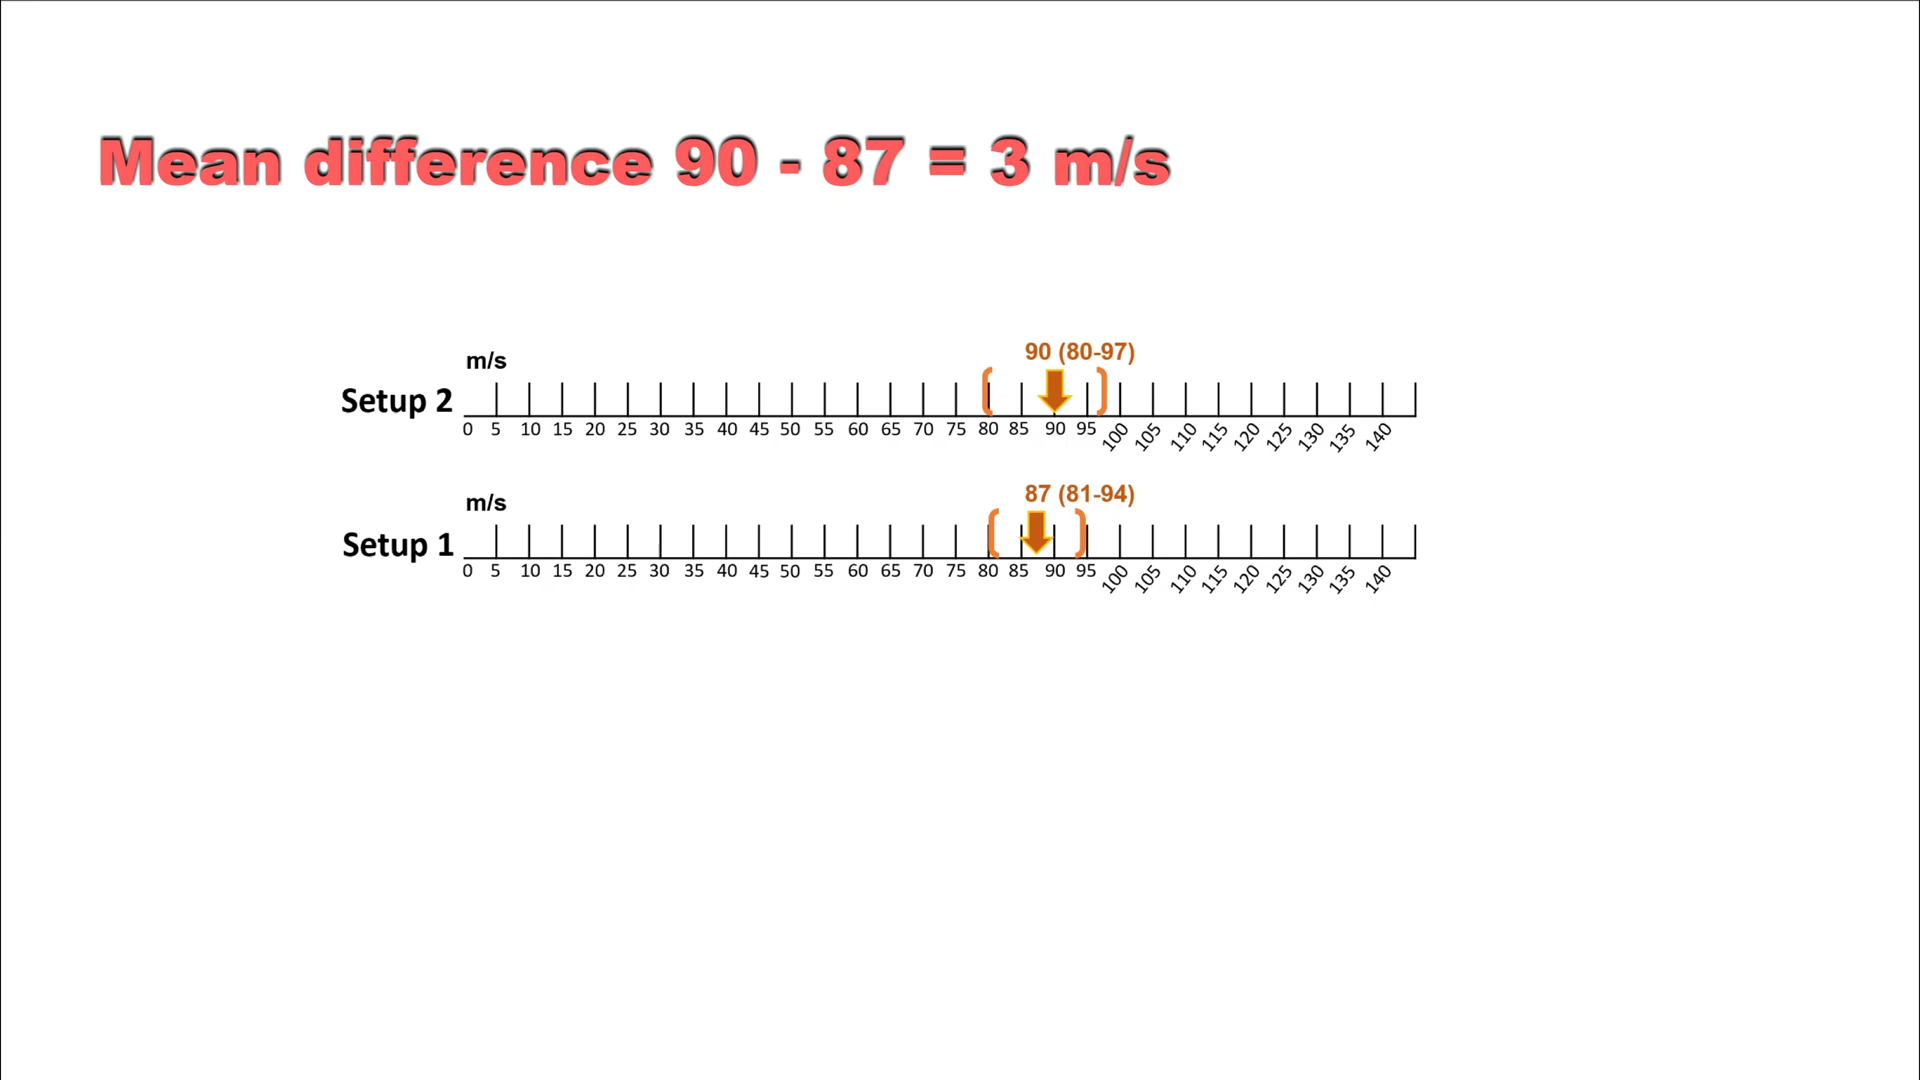 Mean difference 90 - 87 = 3 m/s
90 (80-97)
m/s
Setup 2
0 5 10 15 20 25 30 35 40 45 50 55 60 65 70 75 80 85 90 95 100 105 110 115 120 125 130 135 140
87 (81-94)
m/s
Setup 1
0 5 10 15 20 25 30 35 40 45 50 55 60 65 70 75 80 85 90 95 100 105 110 115 120 125 130 135 140